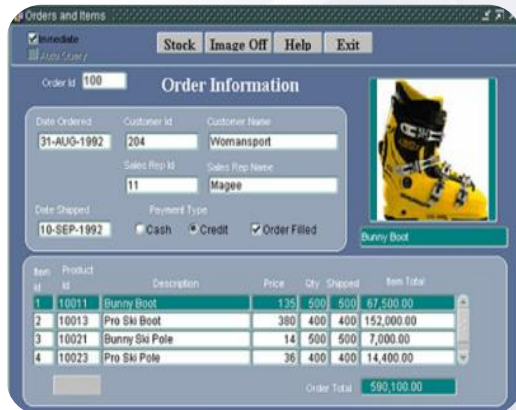 Orders and Items
Immediate
Auto Query
Stock Image Off Help Exit
Order Id 100
Order Information
Date Ordered Customer Id Customer Name
31-AUG-1992 204 Womansport
Sales Rep Id Sales Rep Name
11 Magee
Date Shipped Payment Type
10-SEP-1992 Cash Credit Order Filled
Bunny Boot
Item Id Product Id Description Price Qty Shipped Item Total
1 10011 Bunny Boot 135 500 500 67,500.00
2 10013 Pro Ski Boot 380 400 400 152,000.00
3 10021 Bunny Ski Pole 14 500 500 7,000.00
4 10023 Pro Ski Pole 36 400 400 14,400.00
Order Total 590,100.00